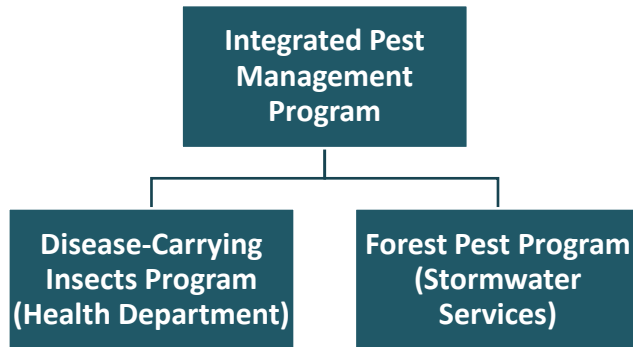 Integrated Pest
Management
Program
Disease-Carrying
Insects Program
(Health Department)
Forest Pest Program
(Stormwater
Services)